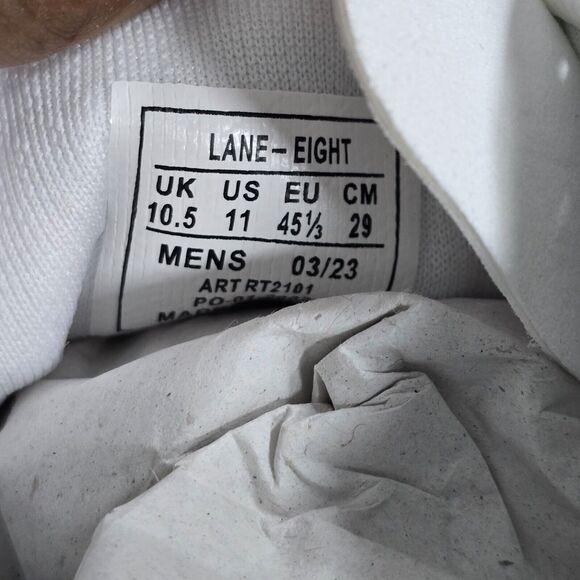 LANE-EIGHT
UK US EU CM
10.5 11 45⅓ 29
MENS 03/23
ART RT2101